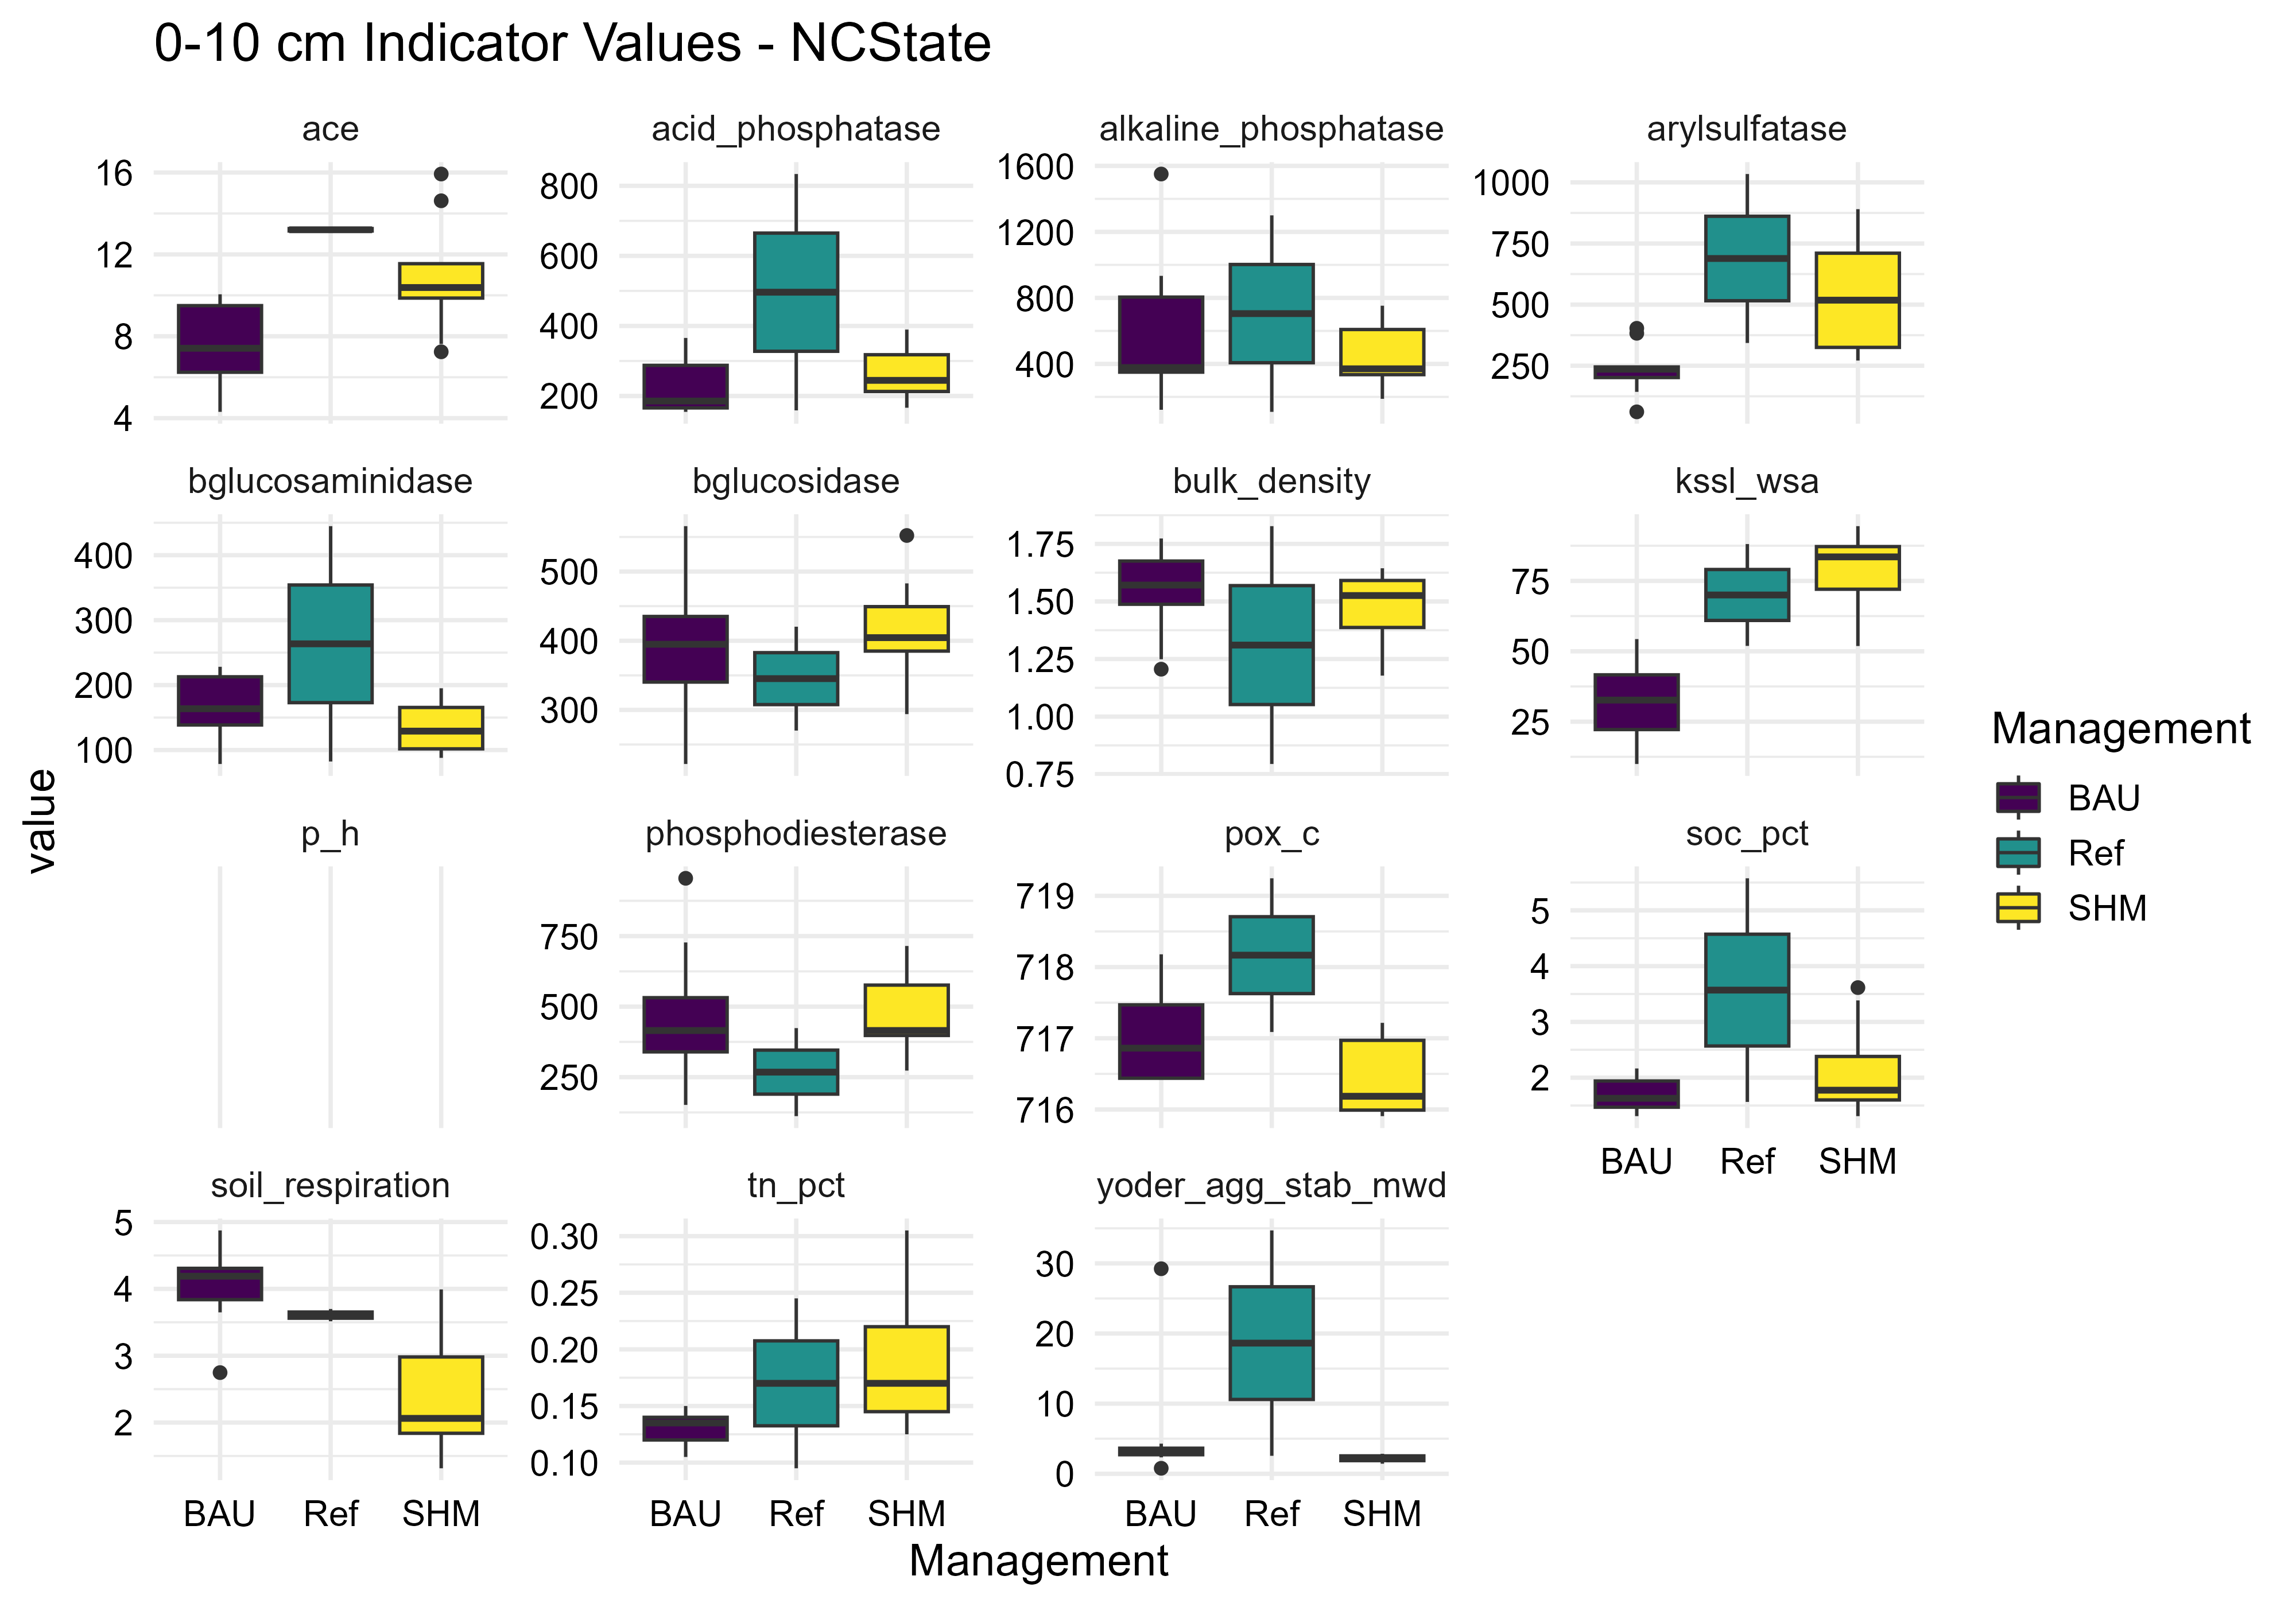 0-10 cm Indicator Values - NCState
ace
acid_phosphatase
alkaline_phosphatase
arylsulfatase
16
12
8
4
800
600
400
200
1600
1200
800
400
1000
750
500
250
bglucosaminidase
bglucosidase
bulk_density
kssl_wsa
400
300
200
100
500
400
300
1.75
1.50
1.25
1.00
0.75
75
50
25
p_h
phosphodiesterase
pox_c
soc_pct
750
500
250
719
718
717
716
5
4
3
2
BAU Ref SHM
soil_respiration
tn_pct
yoder_agg_stab_mwd
5
4
3
2
0.30
0.25
0.20
0.15
0.10
30
20
10
0
BAU Ref SHM
BAU Ref SHM
BAU Ref SHM
Management
value
Management
BAU
Ref
SHM